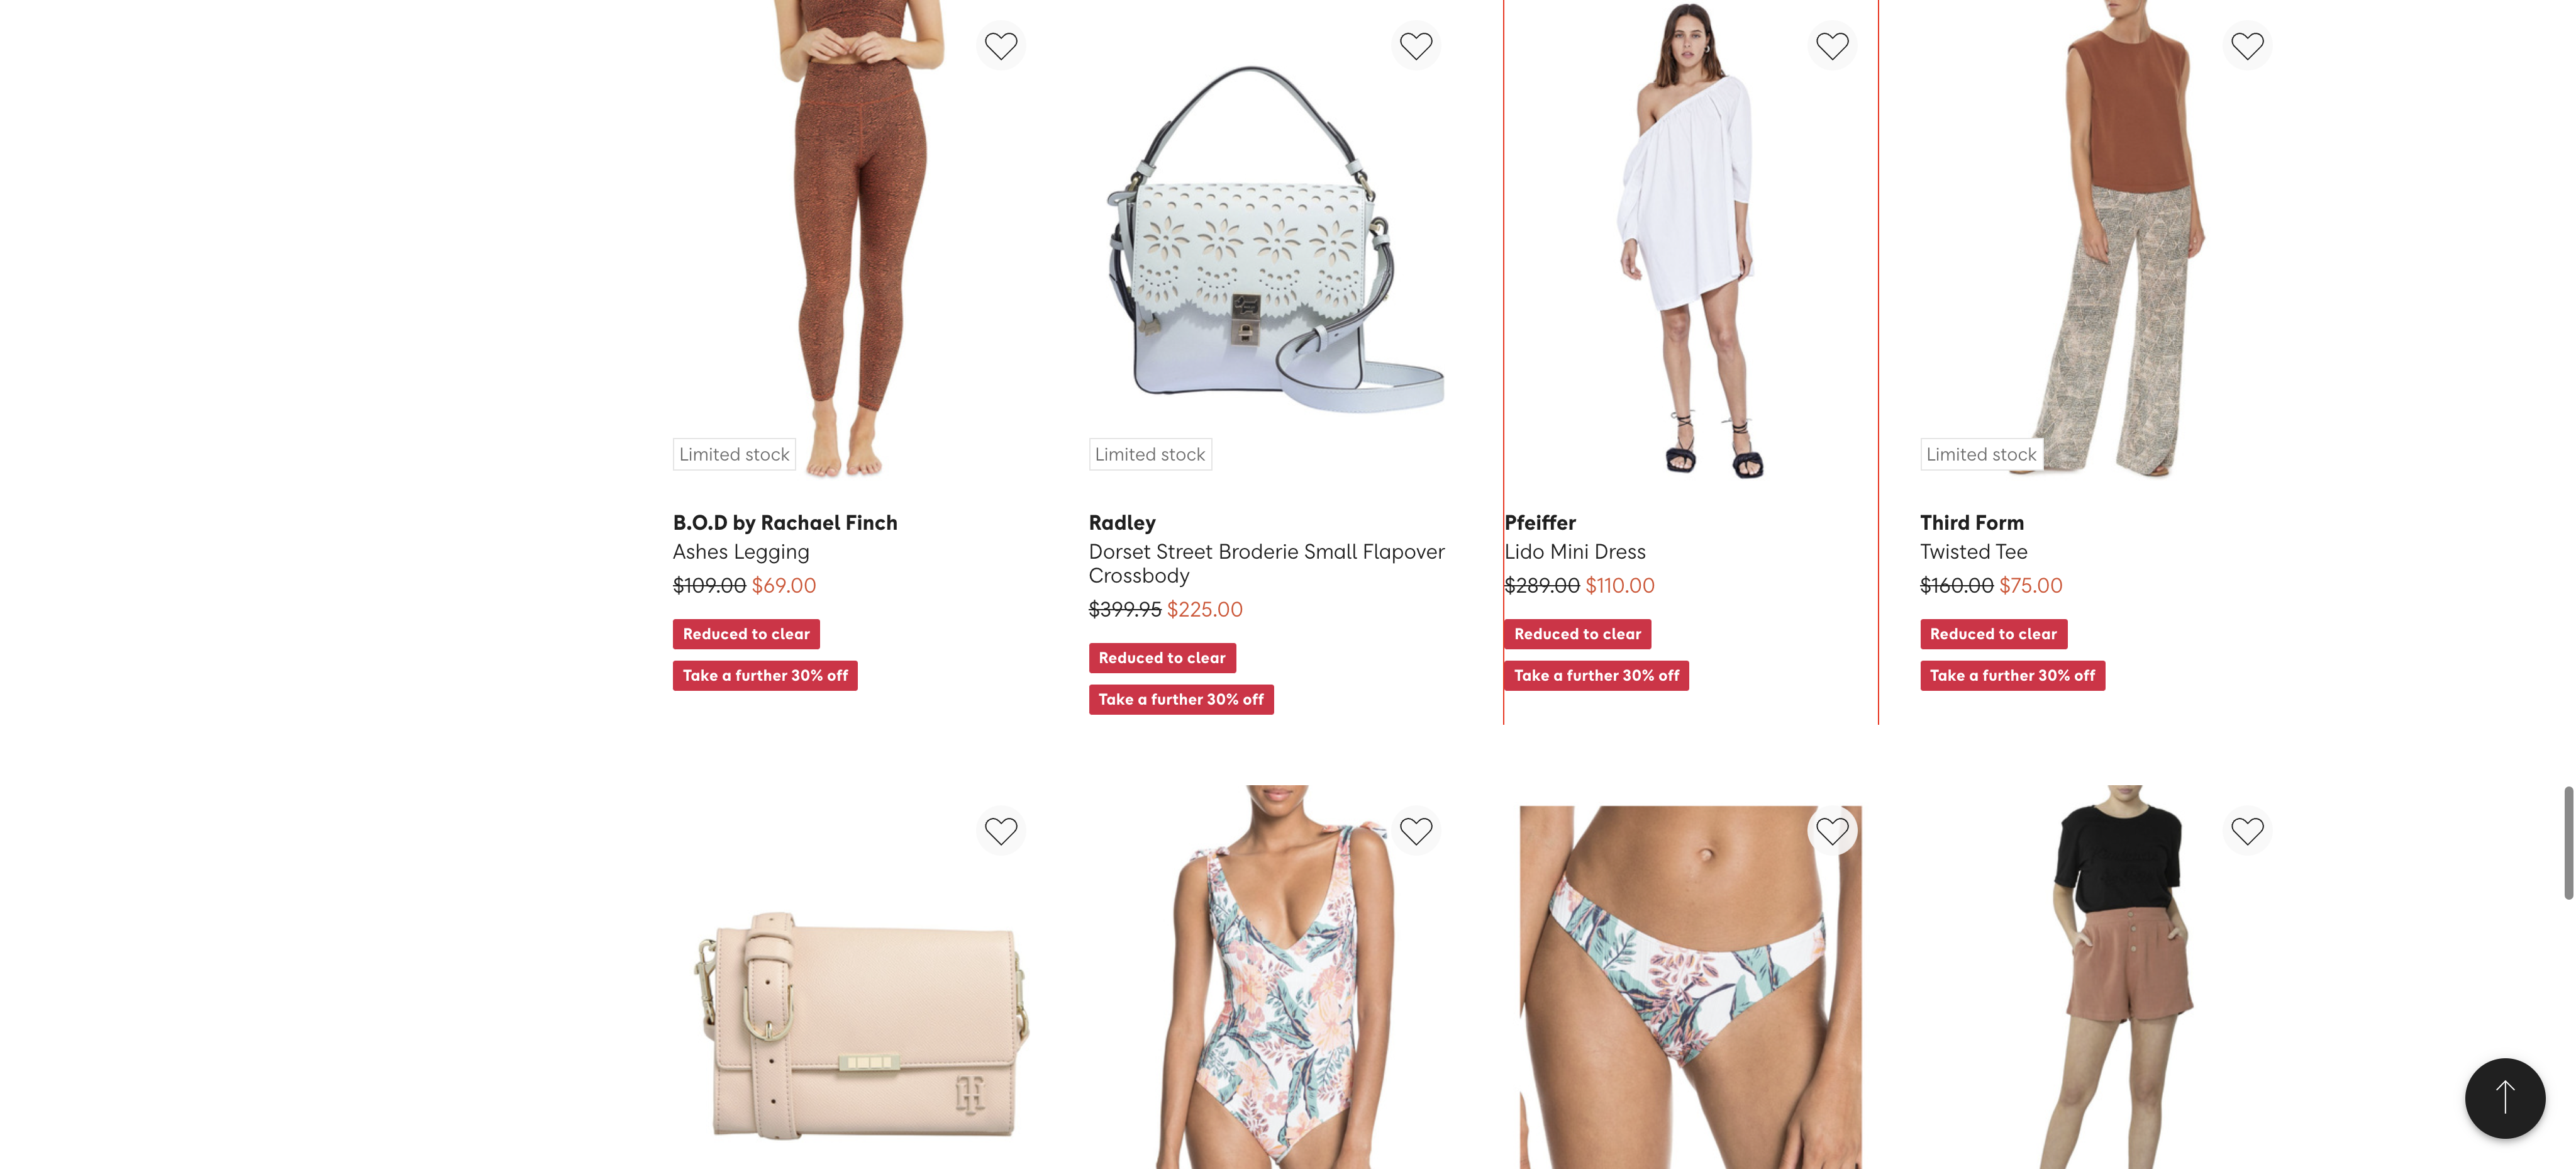 Limited stock
B.O.D by Rachael Finch
Ashes Legging
$109.00 $69.00
Reduced to clear
Take a further 30% off
Limited stock
Radley
Dorset Street Broderie Small Flapover
Crossbody
$399.95 $225.00
Reduced to clear
Take a further 30% off
Pfeiffer
Lido Mini Dress
$289.00 $110.00
Reduced to clear
Take a further 30% off
Limited stock
Third Form
Twisted Tee
$160.00 $75.00
Reduced to clear
Take a further 30% off
TH